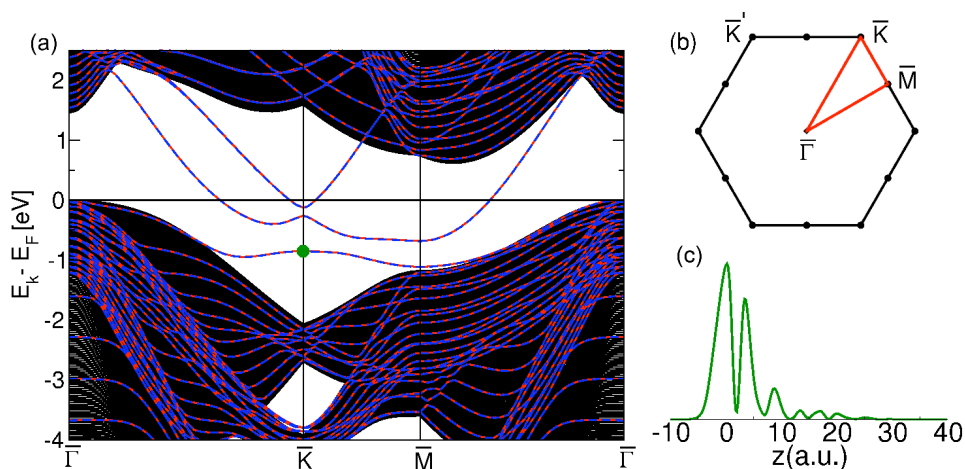 (a)
2
1
0
-1
-2
-3
-4
E_k - E_F [eV]
Γ̅
K̅
M̅
Γ̅
(b)
K̅'
K̅
M̅
Γ̅
(c)
-10 0 10 20 30 40
z(a.u.)